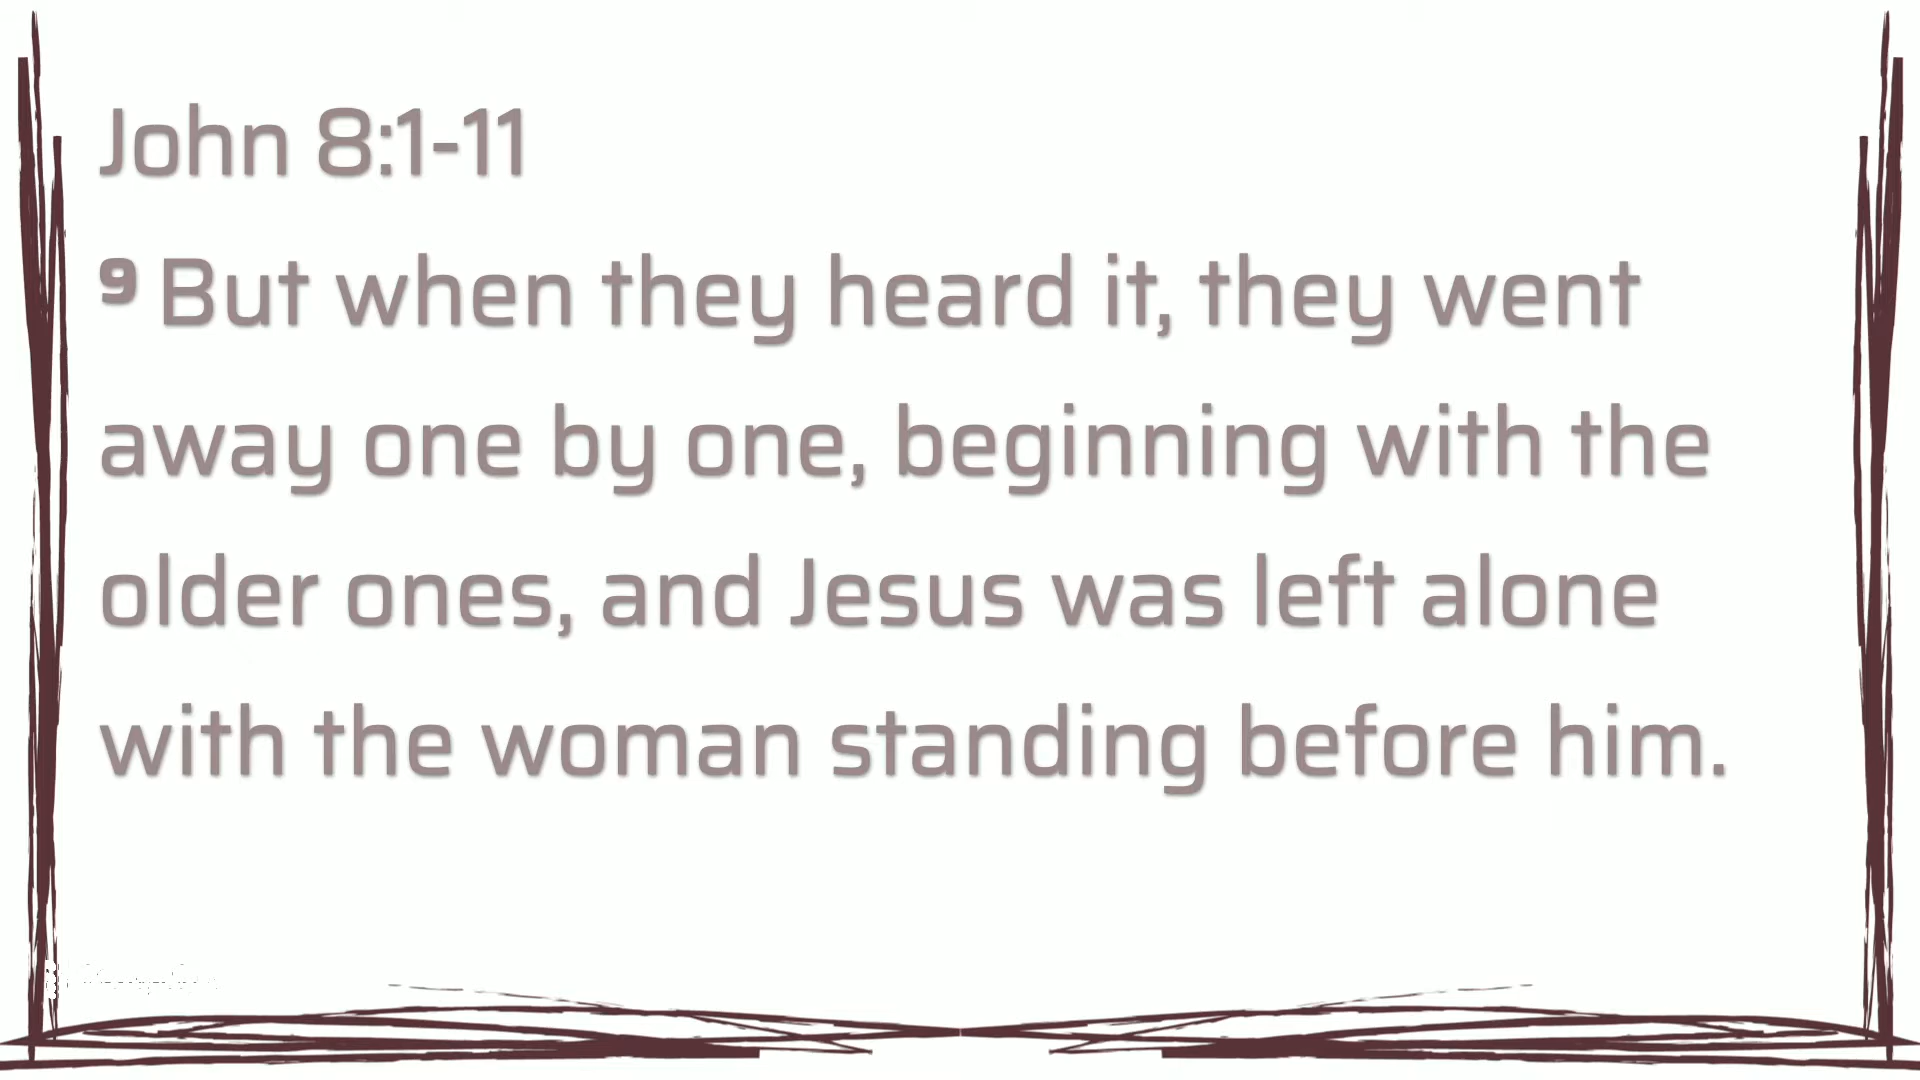 John 8:1-11
9 But when they heard it, they went
away one by one, beginning with the
older ones, and Jesus was left alone
with the woman standing before him.